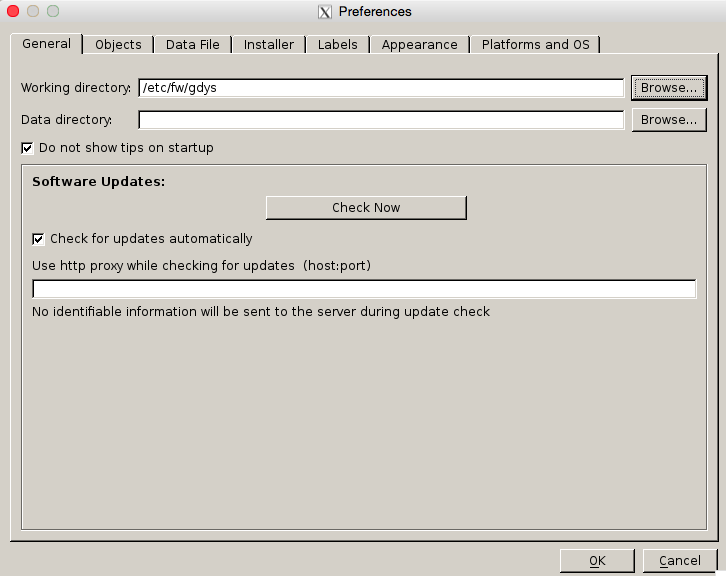 Preferences
General Objects Data File Installer Labels Appearance Platforms and OS
Working directory: /etc/fw/gdys Browse...
Data directory: Browse...
Do not show tips on startup
Software Updates:
Check Now
Check for updates automatically
Use http proxy while checking for updates (host:port)
No identifiable information will be sent to the server during update check
OK Cancel